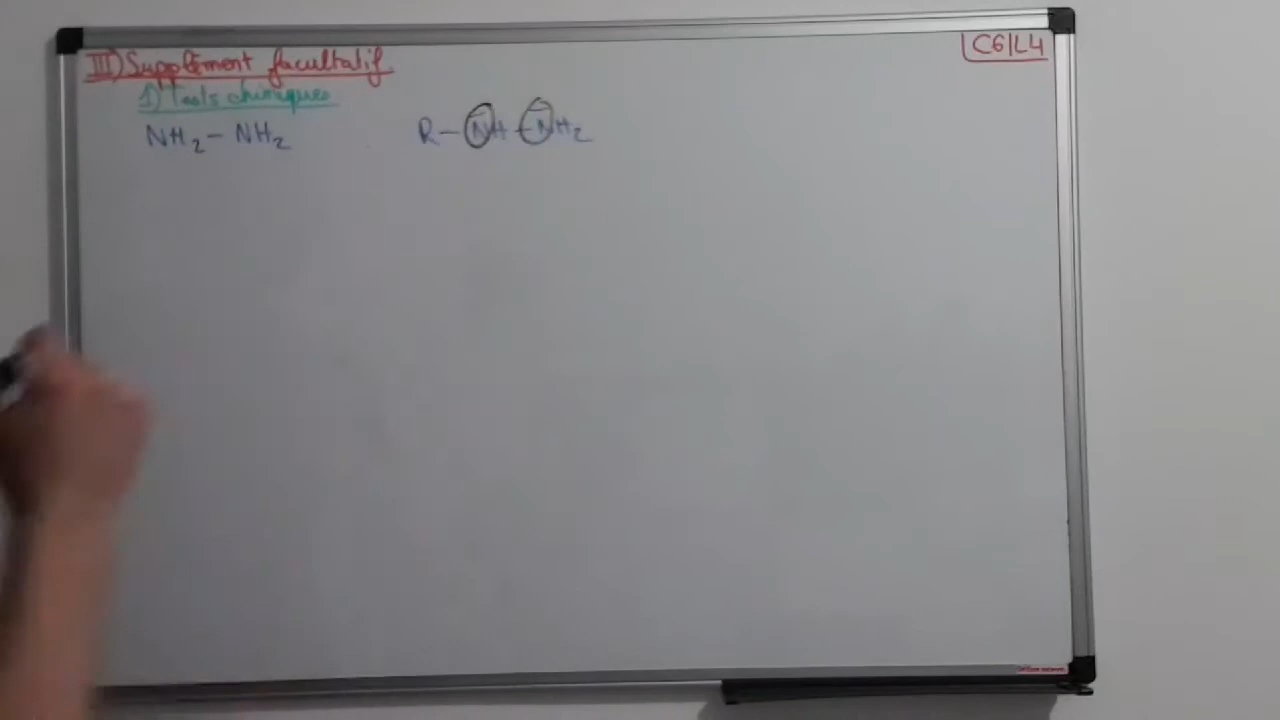 III) Supplément facultatif
C6/L4
1) Tests chimiques
NH₂ - NH₂
R - NH - NH₂